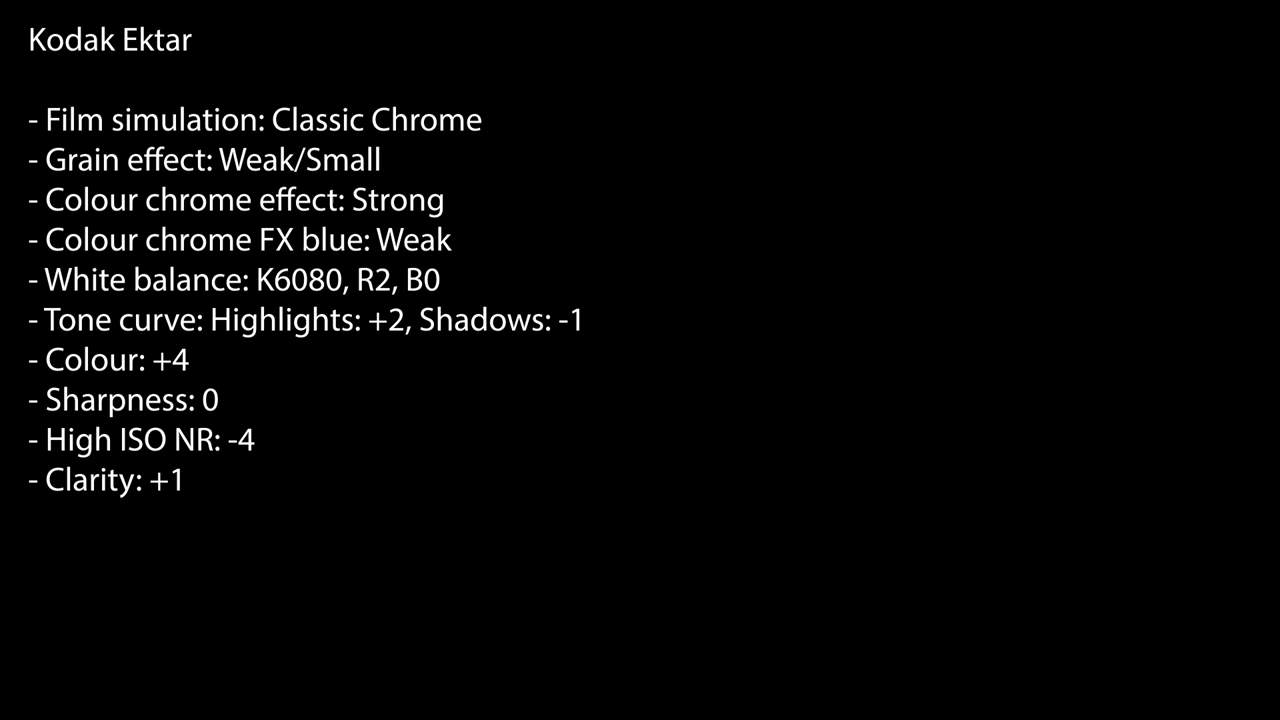 Kodak Ektar
- Film simulation: Classic Chrome
- Grain effect: Weak/Small
- Colour chrome effect: Strong
- Colour chrome FX blue: Weak
- White balance: K6080, R2, B0
- Tone curve: Highlights: +2, Shadows: -1
- Colour: +4
- Sharpness: 0
- High ISO NR: -4
- Clarity: +1